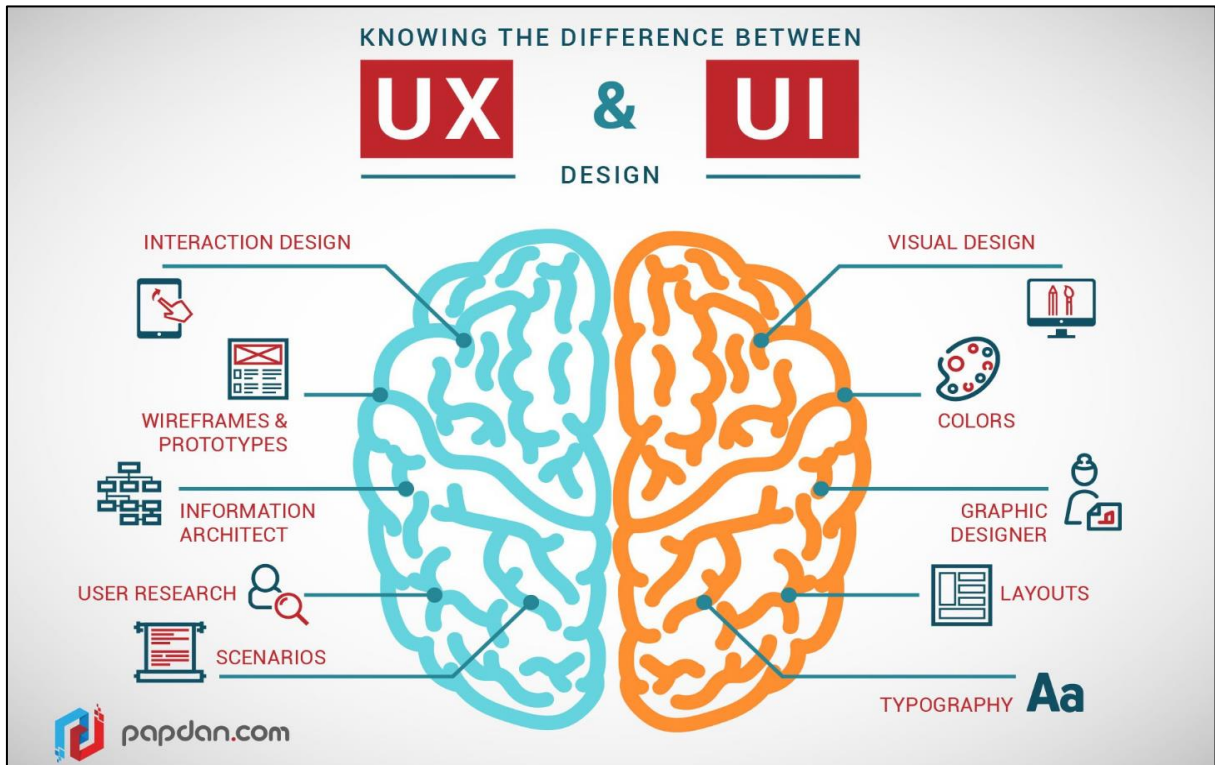 KNOWING THE DIFFERENCE BETWEEN
UX & UI
DESIGN
INTERACTION DESIGN
WIREFRAMES &
PROTOTYPES
INFORMATION
ARCHITECT
USER RESEARCH
SCENARIOS
VISUAL DESIGN
COLORS
GRAPHIC
DESIGNER
LAYOUTS
TYPOGRAPHY Aa
papdan.com